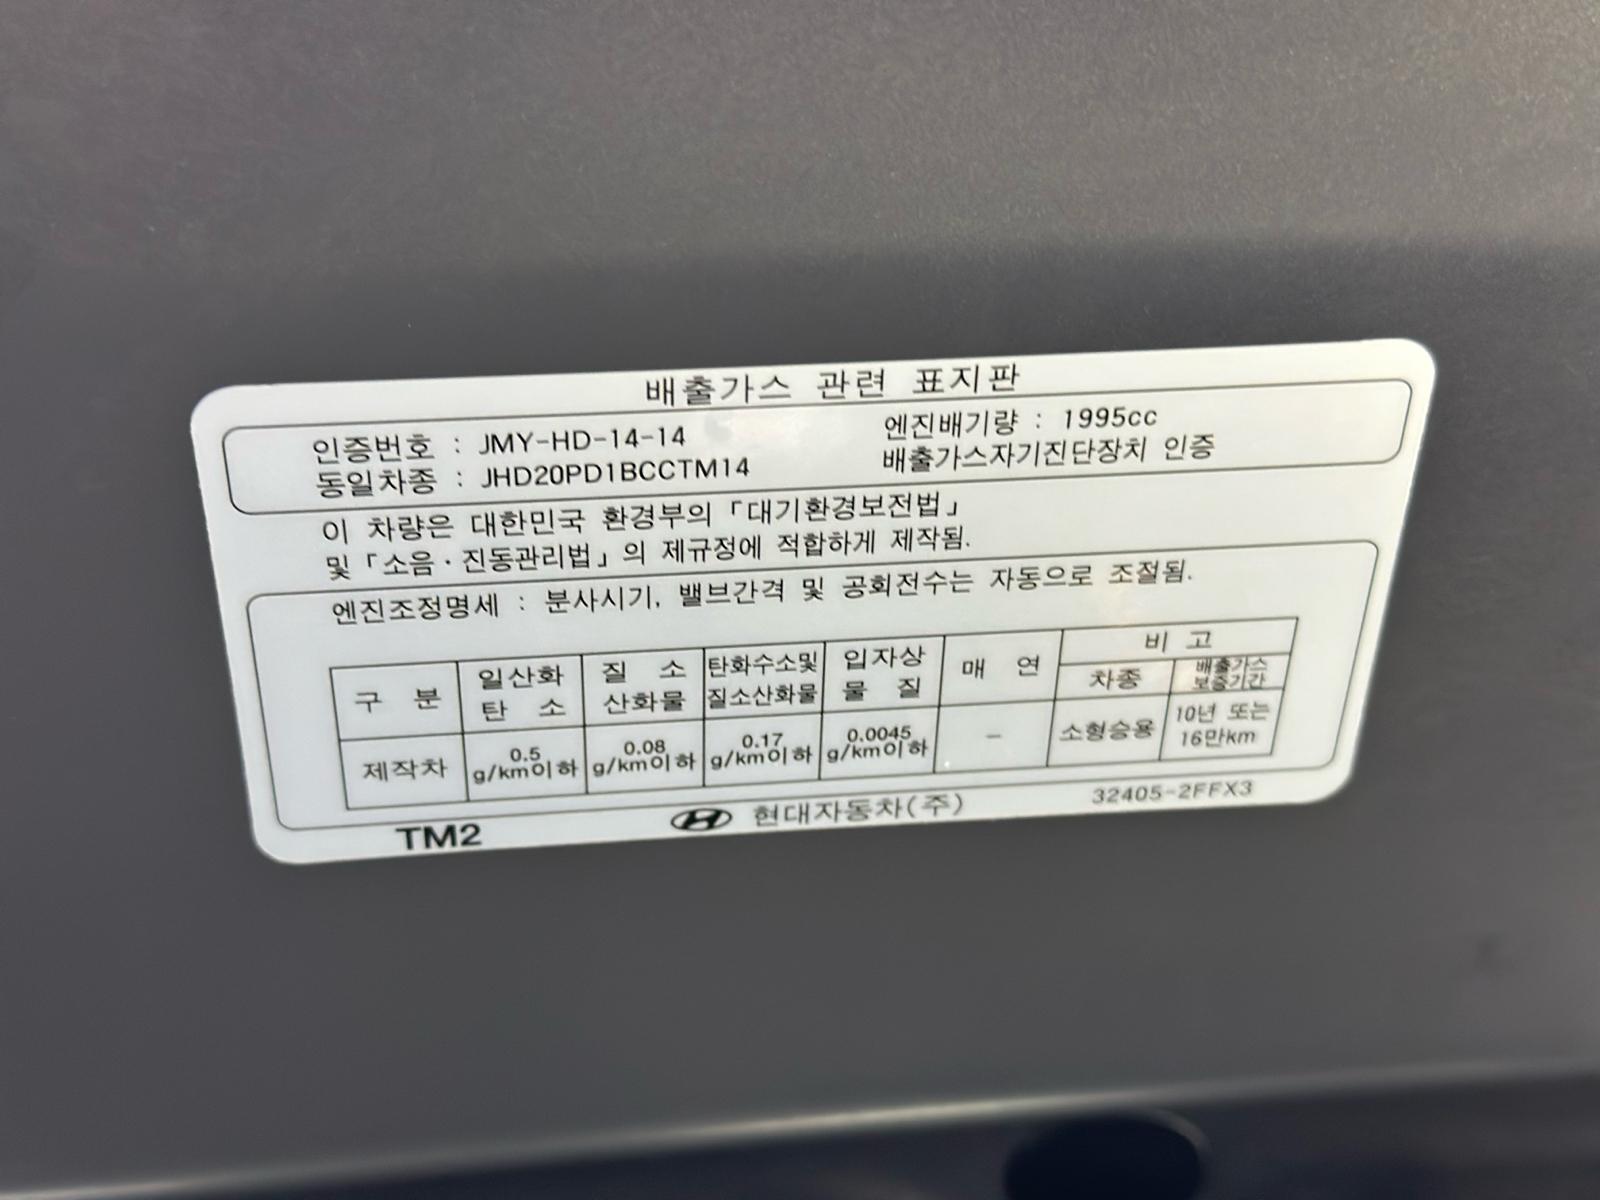 배출가스 관련 표지판
인증번호 : JMY-HD-14-14
엔진배기량 : 1995cc
동일차종 : JHD20PD1BCCTM14
배출가스자기진단장치 인증
이 차량은 대한민국 환경부의 「대기환경보전법」
및 「소음·진동관리법」의 제규정에 적합하게 제작됨.
엔진조정명세 : 분사시기, 밸브간격 및 공회전수는 자동으로 조절됨.
구 분 일산화탄 소 질 소산화물 탄화수소및질소산화물 입자상물 질 매 연 비 고
차종 배출가스보증기간
제작차 0.5g/km이하 0.08g/km이하 0.17g/km이하 0.0045g/km이하 - 소형승용 10년 또는16만km
TM2 현대자동차(주) 32405-2FFX3